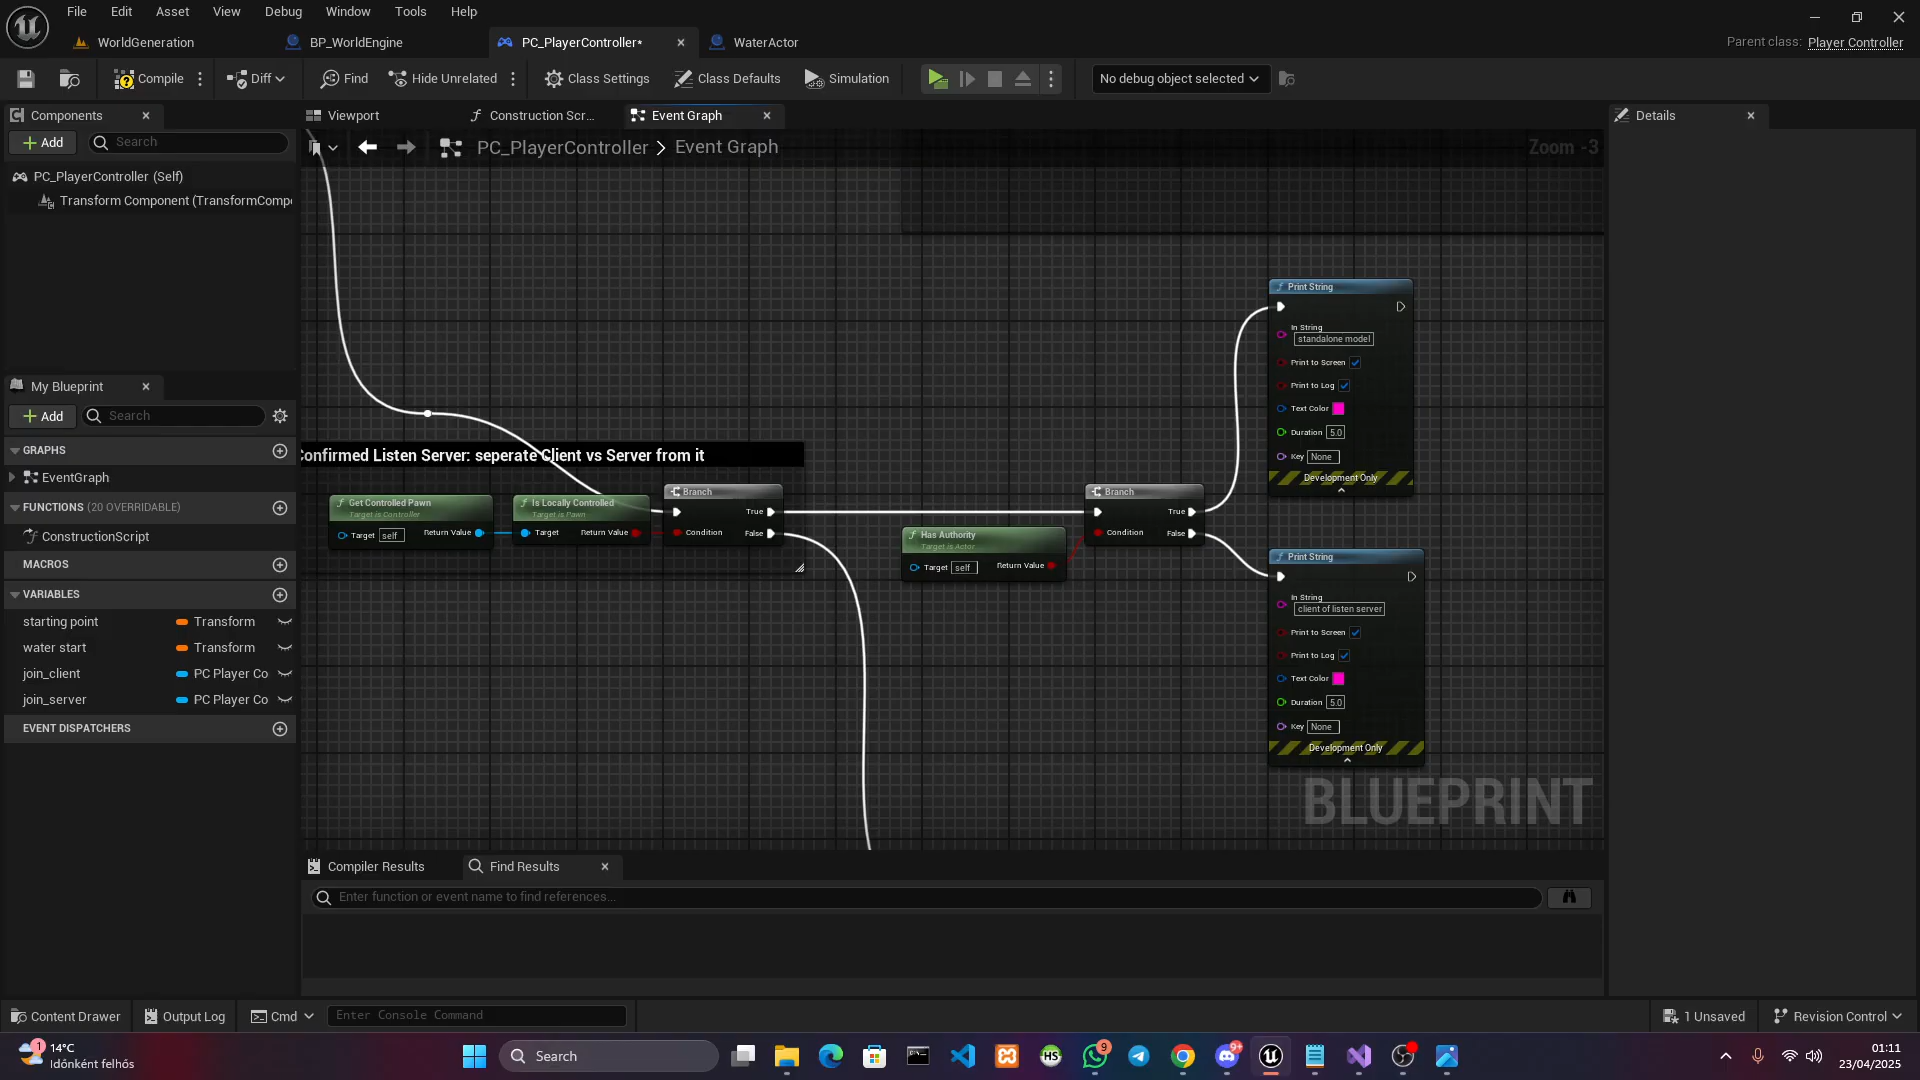 File Edit Asset View Debug Window Tools Help
WorldGeneration BP_WorldEngine PC_PlayerController* WaterActor
Parent class: Player Controller
Compile Diff Find Hide Unrelated Class Settings Class Defaults Simulation No debug object selected
Components
Viewport Construction Scr... Event Graph
Details
Add Search
PC_PlayerController > Event Graph
Zoom -3
PC_PlayerController (Self)
Transform Component (TransformCompo
My Blueprint
Add Search
GRAPHS
EventGraph
FUNCTIONS (20 OVERRIDABLE)
ConstructionScript
MACROS
VARIABLES
starting point Transform
water start Transform
join_client PC Player Co
join_server PC Player Co
EVENT DISPATCHERS
Confirmed Listen Server: seperate Client vs Server from it
Get Controlled Pawn
Target is Controller
Target self Return Value
Is Locally Controlled
Target is Pawn
Target Return Value
Branch
True
Condition False
Has Authority
Target is Actor
Target self Return Value
Branch
True
Condition False
Print String
In String
standalone model
Print to Screen
Print to Log
Text Color
Duration 5.0
Key None
Development Only
Print String
In String
client of listen server
Print to Screen
Print to Log
Text Color
Duration 5.0
Key None
Development Only
BLUEPRINT
Compiler Results Find Results
Enter function or event name to find references...
Content Drawer Output Log Cmd Enter Console Command
1 Unsaved Revision Control
1
14°C
Időnként felhős
Search
HS
9
9+
01:11
23/04/2025